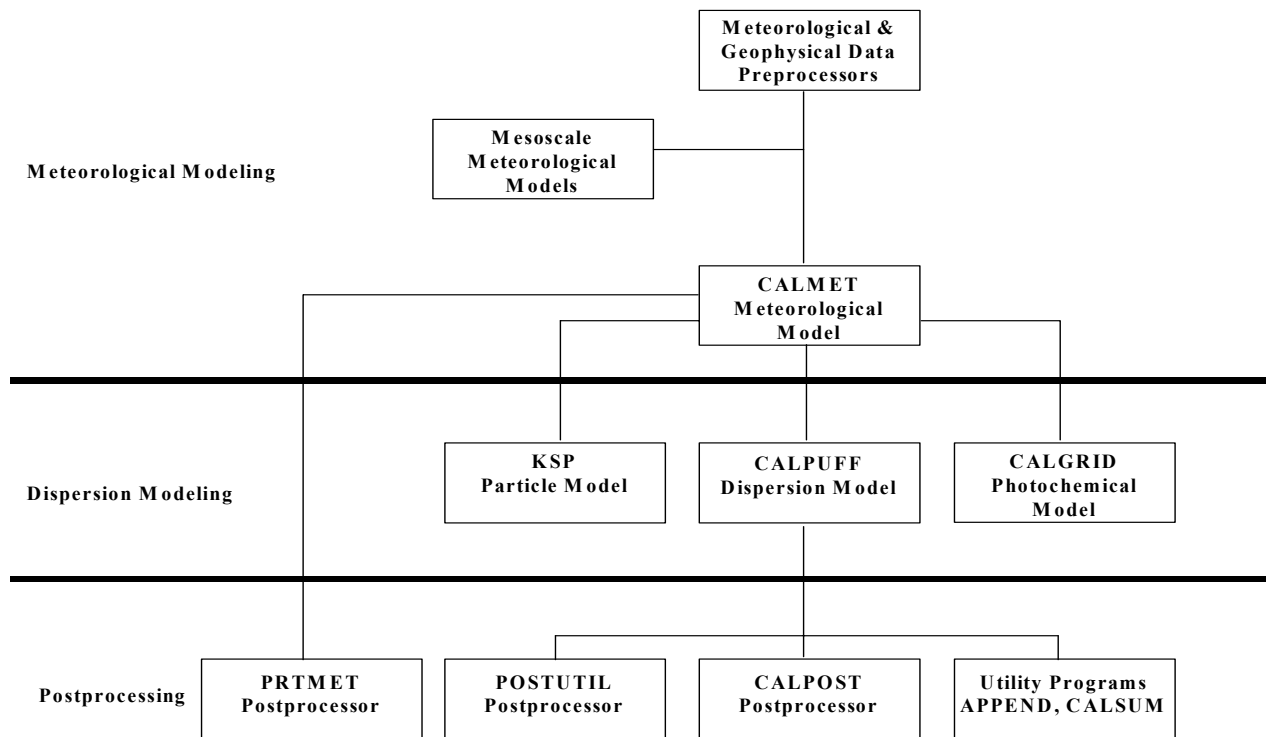 Meteorological &
Geophysical Data
Preprocessors
Mesoscale
Meteorological
Models
Meteorological Modeling
CALMET
Meteorological
Model
KSP
Particle Model
CALPUFF
Dispersion Model
CALGRID
Photochemical
Model
Dispersion Modeling
PRTMET
Postprocessor
POSTUTIL
Postprocessor
CALPOST
Postprocessor
Utility Programs
APPEND, CALSUM
Postprocessing